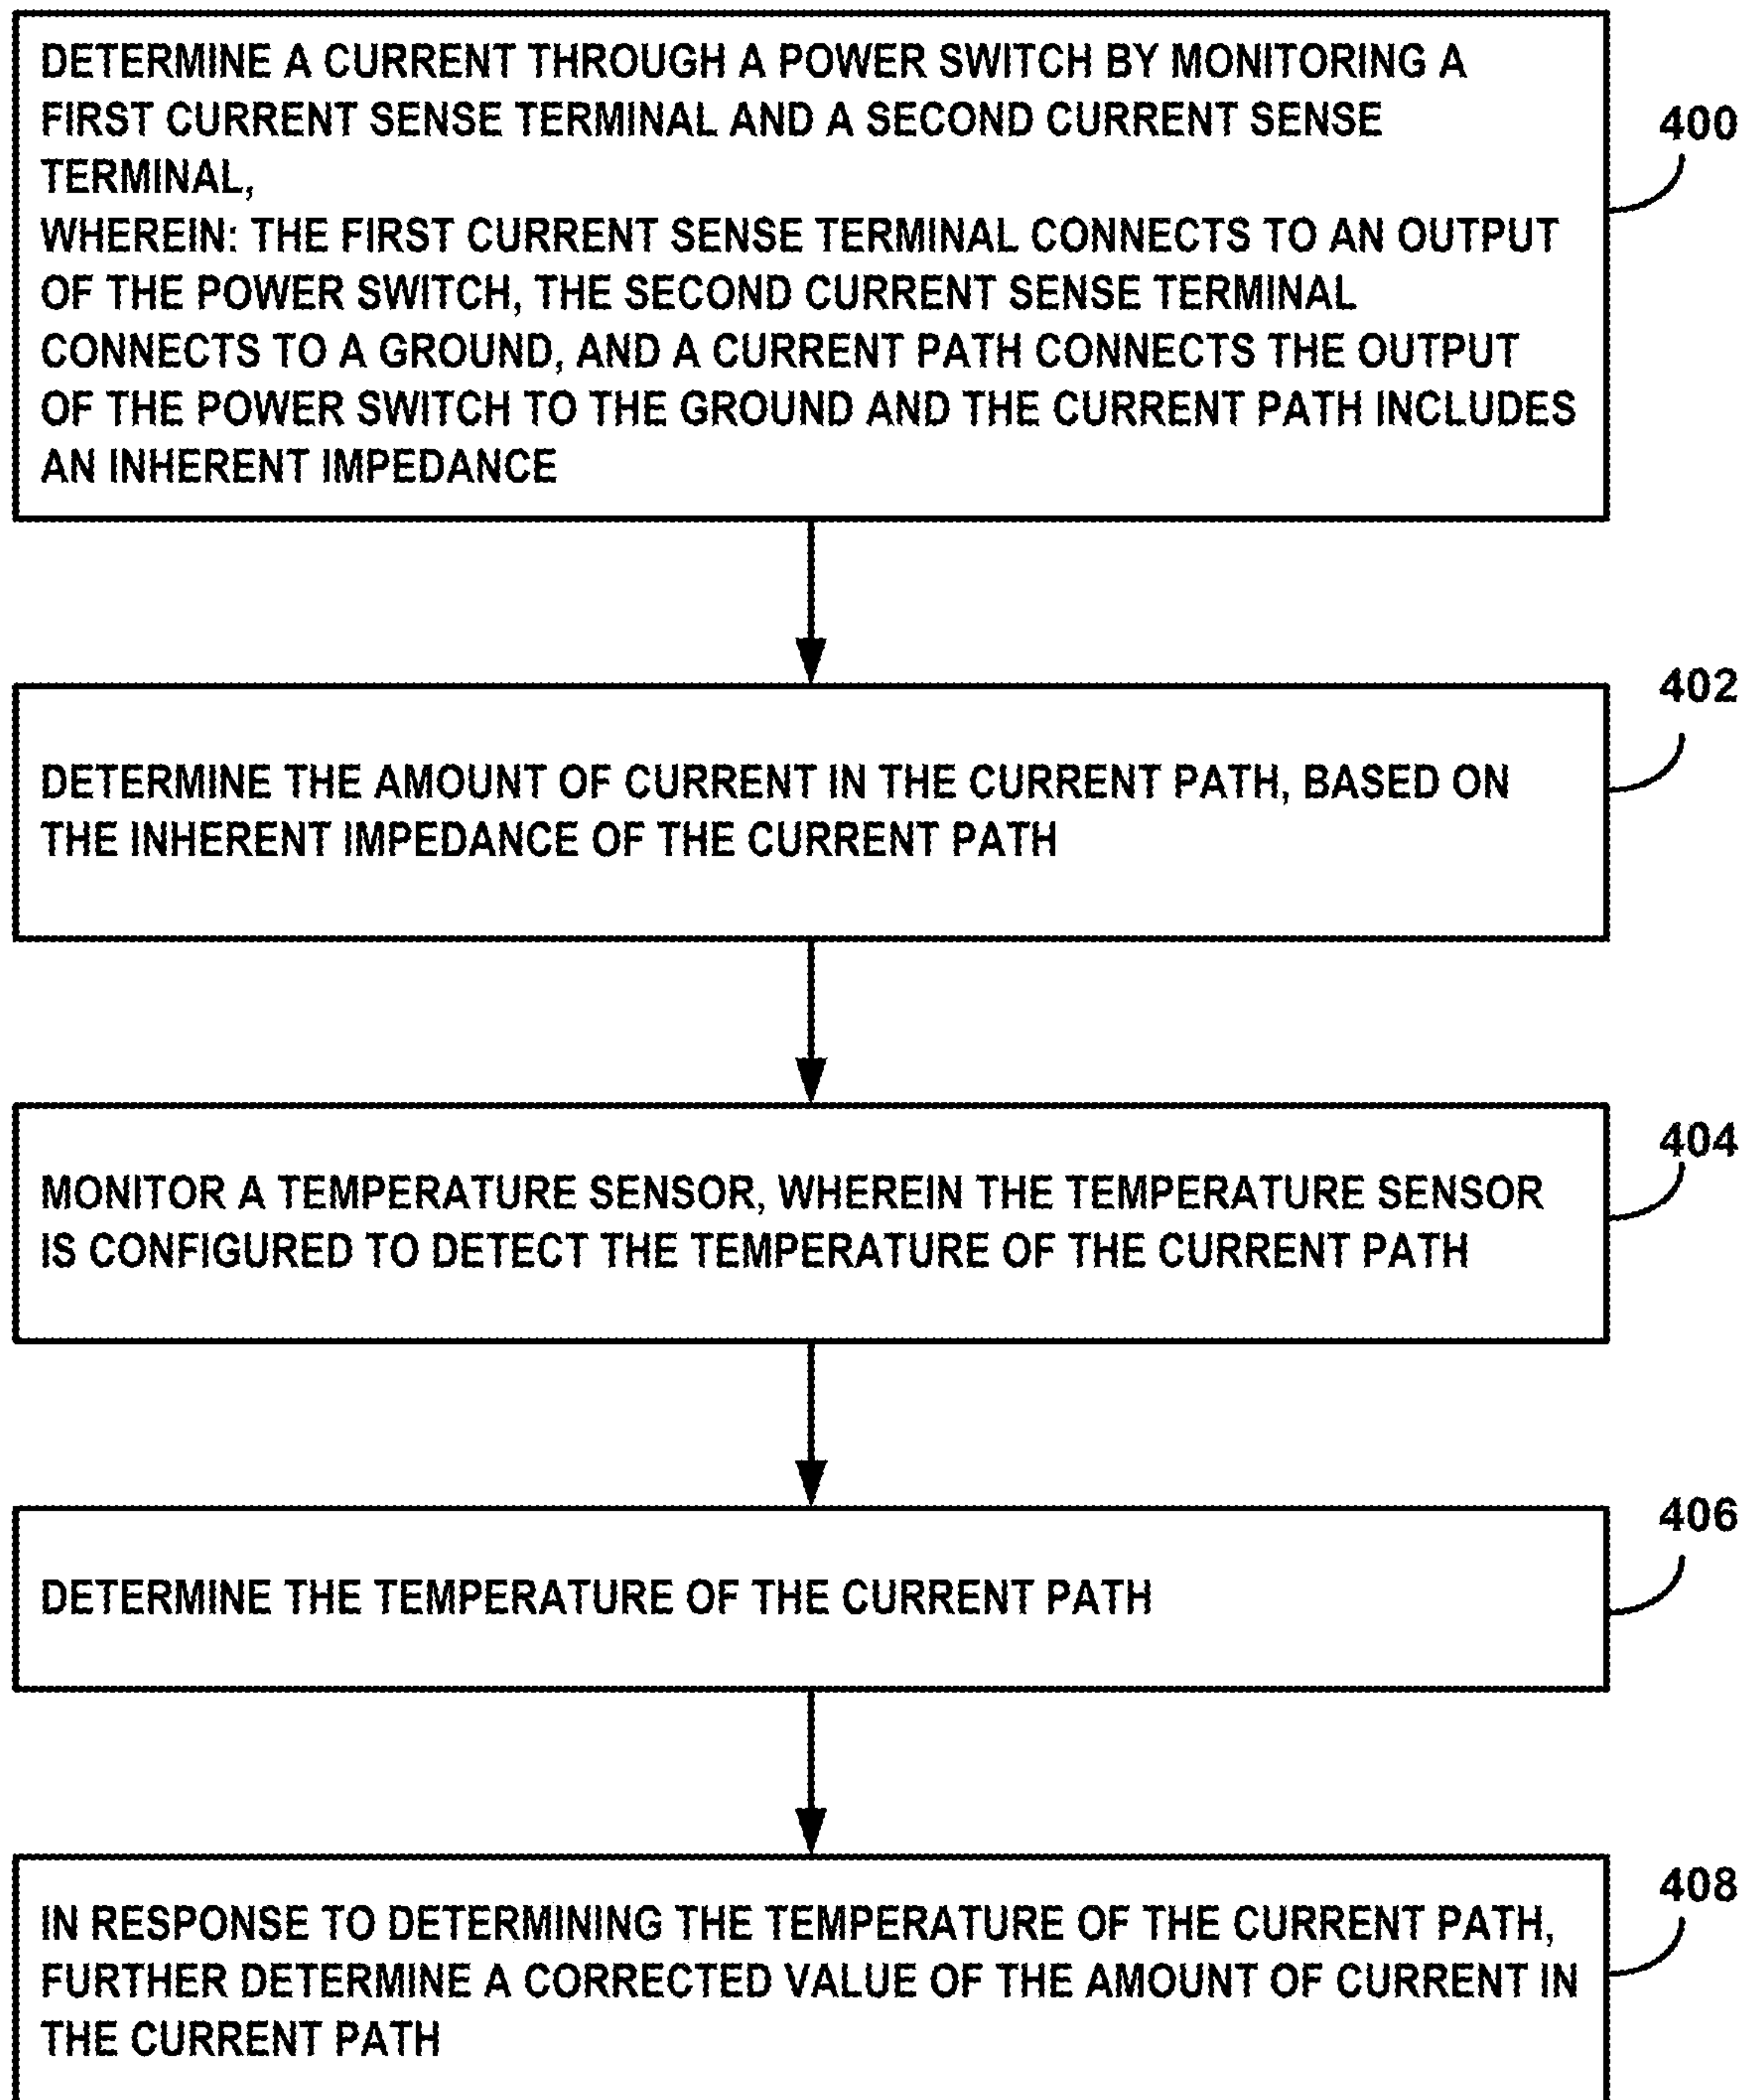 DETERMINE A CURRENT THROUGH A POWER SWITCH BY MONITORING A
FIRST CURRENT SENSE TERMINAL AND A SECOND CURRENT SENSE
TERMINAL,
WHEREIN: THE FIRST CURRENT SENSE TERMINAL CONNECTS TO AN OUTPUT
OF THE POWER SWITCH, THE SECOND CURRENT SENSE TERMINAL
CONNECTS TO A GROUND, AND A CURRENT PATH CONNECTS THE OUTPUT
OF THE POWER SWITCH TO THE GROUND AND THE CURRENT PATH INCLUDES
AN INHERENT IMPEDANCE
400
402
DETERMINE THE AMOUNT OF CURRENT IN THE CURRENT PATH, BASED ON
THE INHERENT IMPEDANCE OF THE CURRENT PATH
404
MONITOR A TEMPERATURE SENSOR, WHEREIN THE TEMPERATURE SENSOR
IS CONFIGURED TO DETECT THE TEMPERATURE OF THE CURRENT PATH
406
DETERMINE THE TEMPERATURE OF THE CURRENT PATH
408
IN RESPONSE TO DETERMINING THE TEMPERATURE OF THE CURRENT PATH,
FURTHER DETERMINE A CORRECTED VALUE OF THE AMOUNT OF CURRENT IN
THE CURRENT PATH